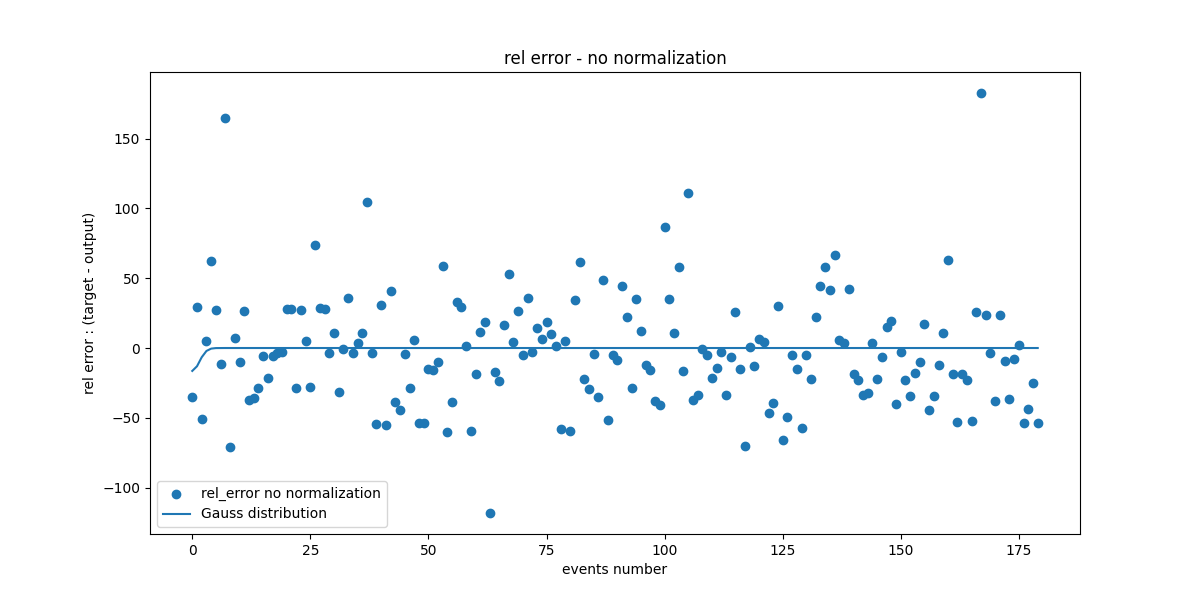 rel error - no normalization
rel error : (target - output)
150
100
50
0
−50
−100
rel_error no normalization
Gauss distribution
0 25 50 75 100 125 150 175
events number